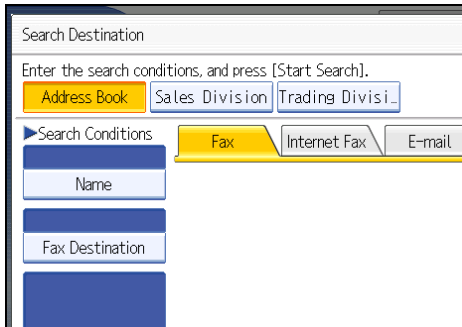 Search Destination
Enter the search conditions, and press [Start Search].
Address Book Sales Division Trading Divisi_
▶Search Conditions Fax Internet Fax E-mail
Name
Fax Destination